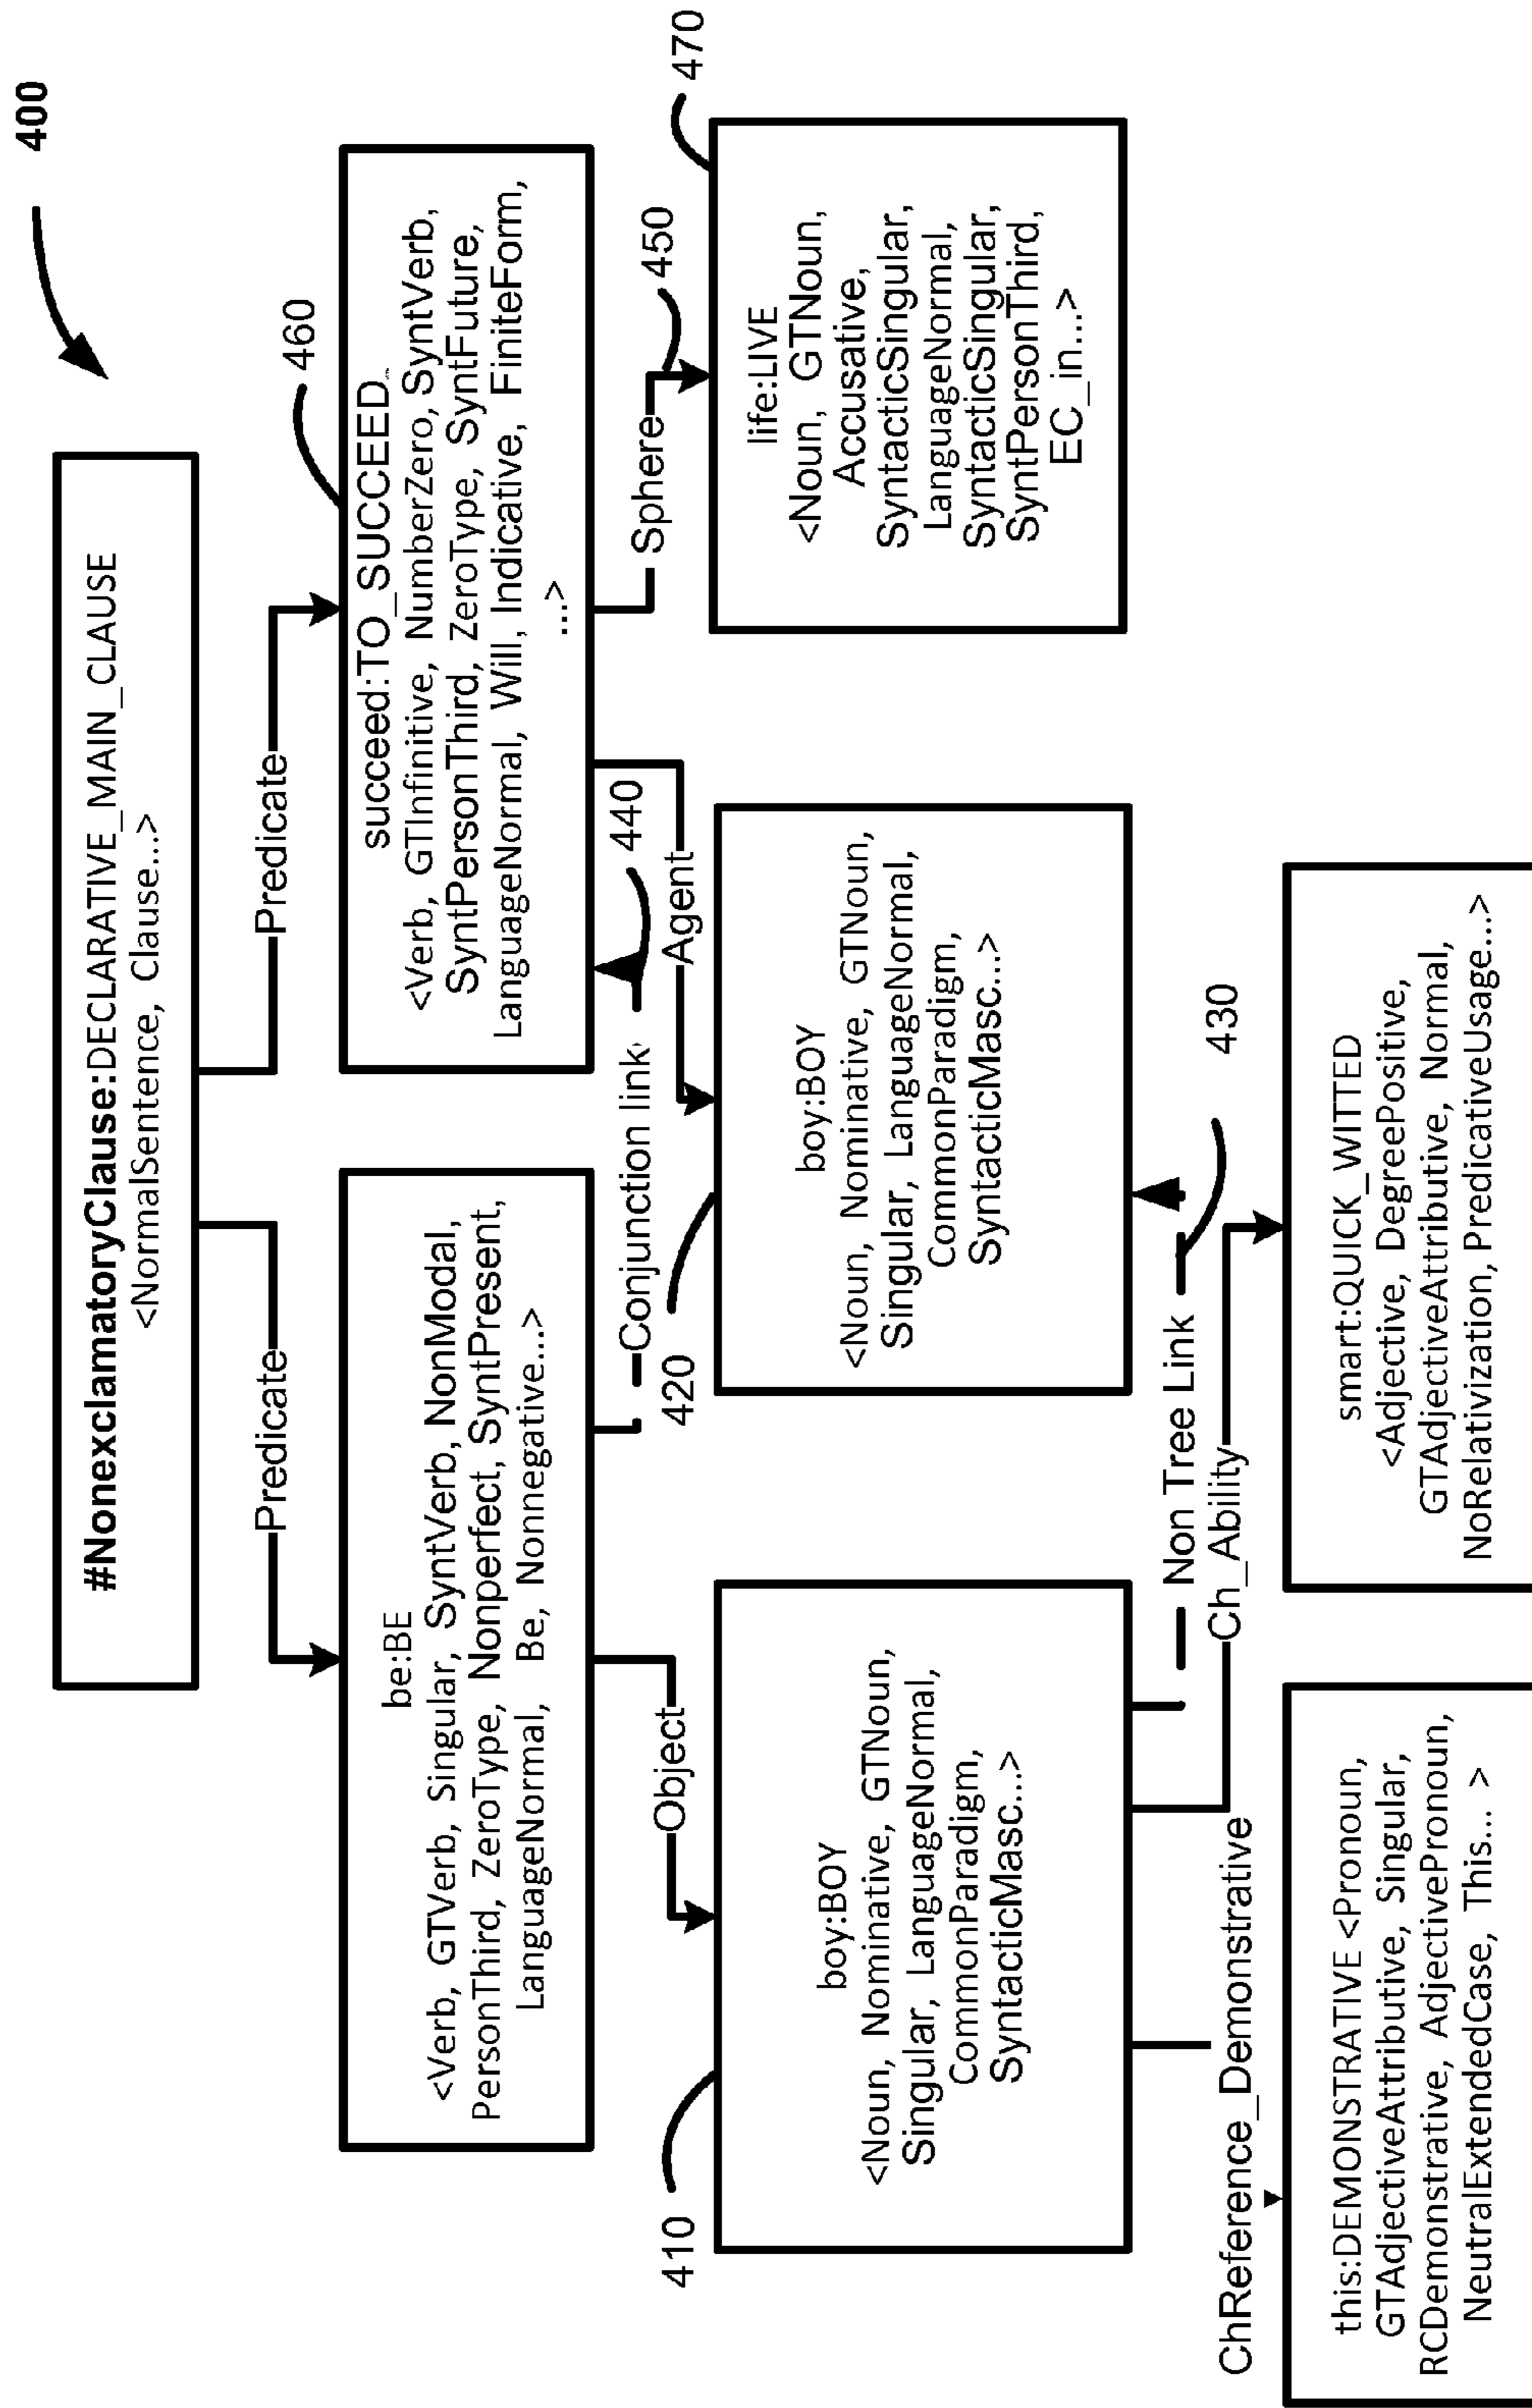 400
#NonexclamatoryClause:DECLARATIVE_MAIN_CLAUSE
<NormalSentence, Clause...>
Predicate
Predicate
460
be:BE
<Verb, GTVerb, Singular, SyntVerb, NonModal,
PersonThird, ZeroType, Nonperfect, SyntPresent,
LanguageNormal, Be, Nonnegative...>
succeed:TO_SUCCEED
<Verb, GTInfinitive, NumberZero, SyntVerb,
SyntPersonThird, ZeroType, SyntFuture,
LanguageNormal, Will, Indicative, FiniteForm,
...>
Object
Conjunction link
440
Agent
Sphere
450
410
420
470
boy:BOY
<Noun, Nominative, GTNoun,
Singular, LanguageNormal,
CommonParadigm,
SyntacticMasc...>
boy:BOY
<Noun, Nominative, GTNoun,
Singular, LanguageNormal,
CommonParadigm,
SyntacticMasc...>
life:LIVE
<Noun, GTNoun,
Accusative,
SyntacticSingular,
LanguageNormal,
SyntacticSingular,
SyntPersonThird,
EC_in...>
ChReference_Demonstrative
Non Tree Link
Ch_Ability
430
this:DEMONSTRATIVE <Pronoun,
GTAdjectiveAttributive, Singular,
RCDemonstrative, AdjectivePronoun,
NeutralExtendedCase, This... >
smart:QUICK_WITTED
<Adjective, DegreePositive,
GTAdjectiveAttributive, Normal,
NoRelativization, PredicativeUsage...>